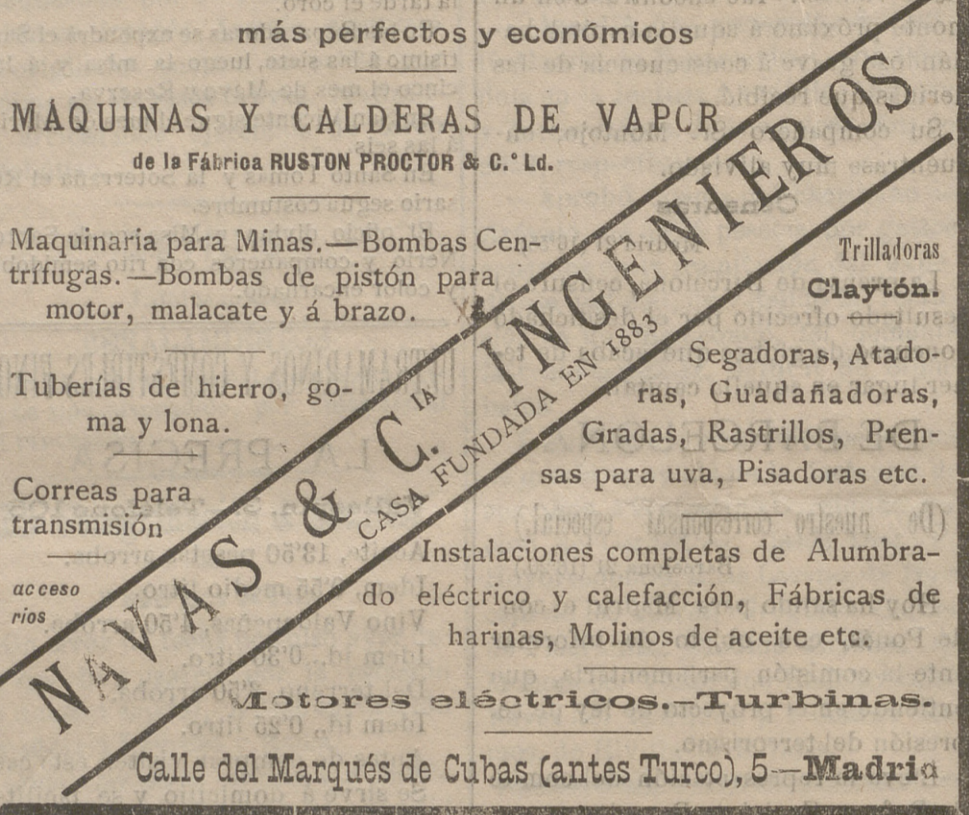 más perfectos y económicos
MÁQUINAS Y CALDERAS DE VAPOR
de la Fábrica RUSTON PROCTOR & C.ª Ld.
Maquinaria para Minas.—Bombas Cen-
trífugas.—Bombas de pistón para
motor, malacate y á brazo.
Tuberías de hierro, go-
ma y lona.
Correas para
transmisión
acceso
rios
NAVAS & C.IA INGENIEROS
CASA FUNDADA EN 1883
Trilladoras
Claytón.
Segadoras, Atado-
ras, Guadañadoras,
Gradas, Rastrillos, Pren-
sas para uva, Pisadoras etc.
Instalaciones completas de Alumbra-
do eléctrico y calefacción, Fábricas de
harinas, Molinos de aceite etc.
Motores eléctricos.—Turbinas.
Calle del Marqués de Cubas (antes Turco), 5—Madrid